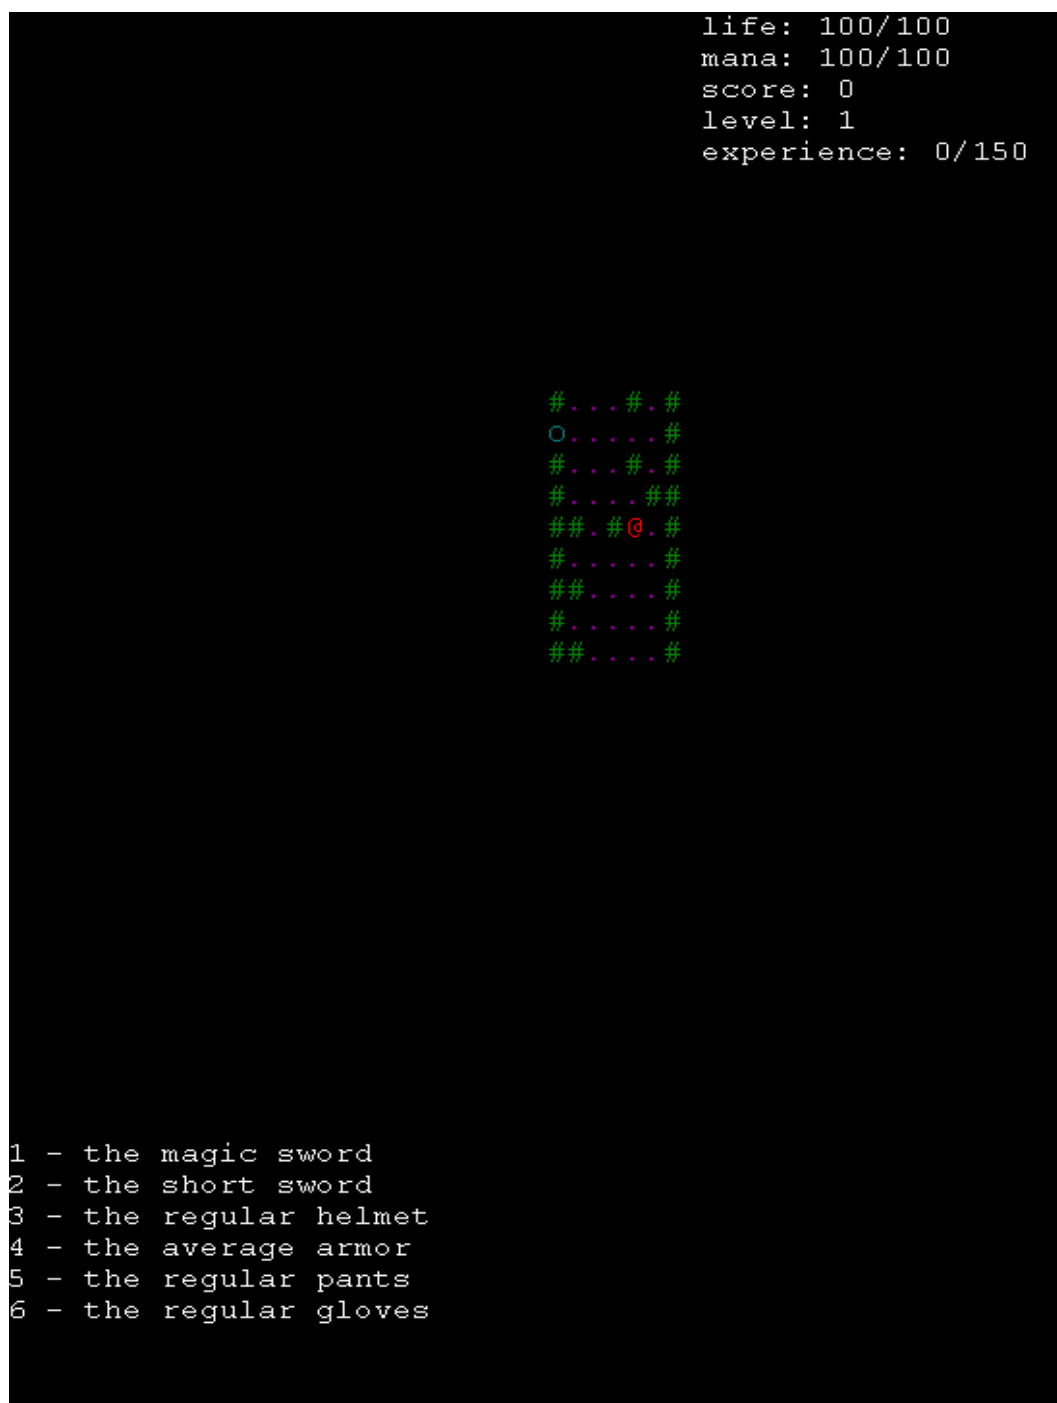 life: 100/100
mana: 100/100
score: 0
level: 1
experience: 0/150
#...#.#
O.....#
#...#.#
#....##
##.#@.#
#.....#
##....#
#.....#
##....#
1 - the magic sword
2 - the short sword
3 - the regular helmet
4 - the average armor
5 - the regular pants
6 - the regular gloves